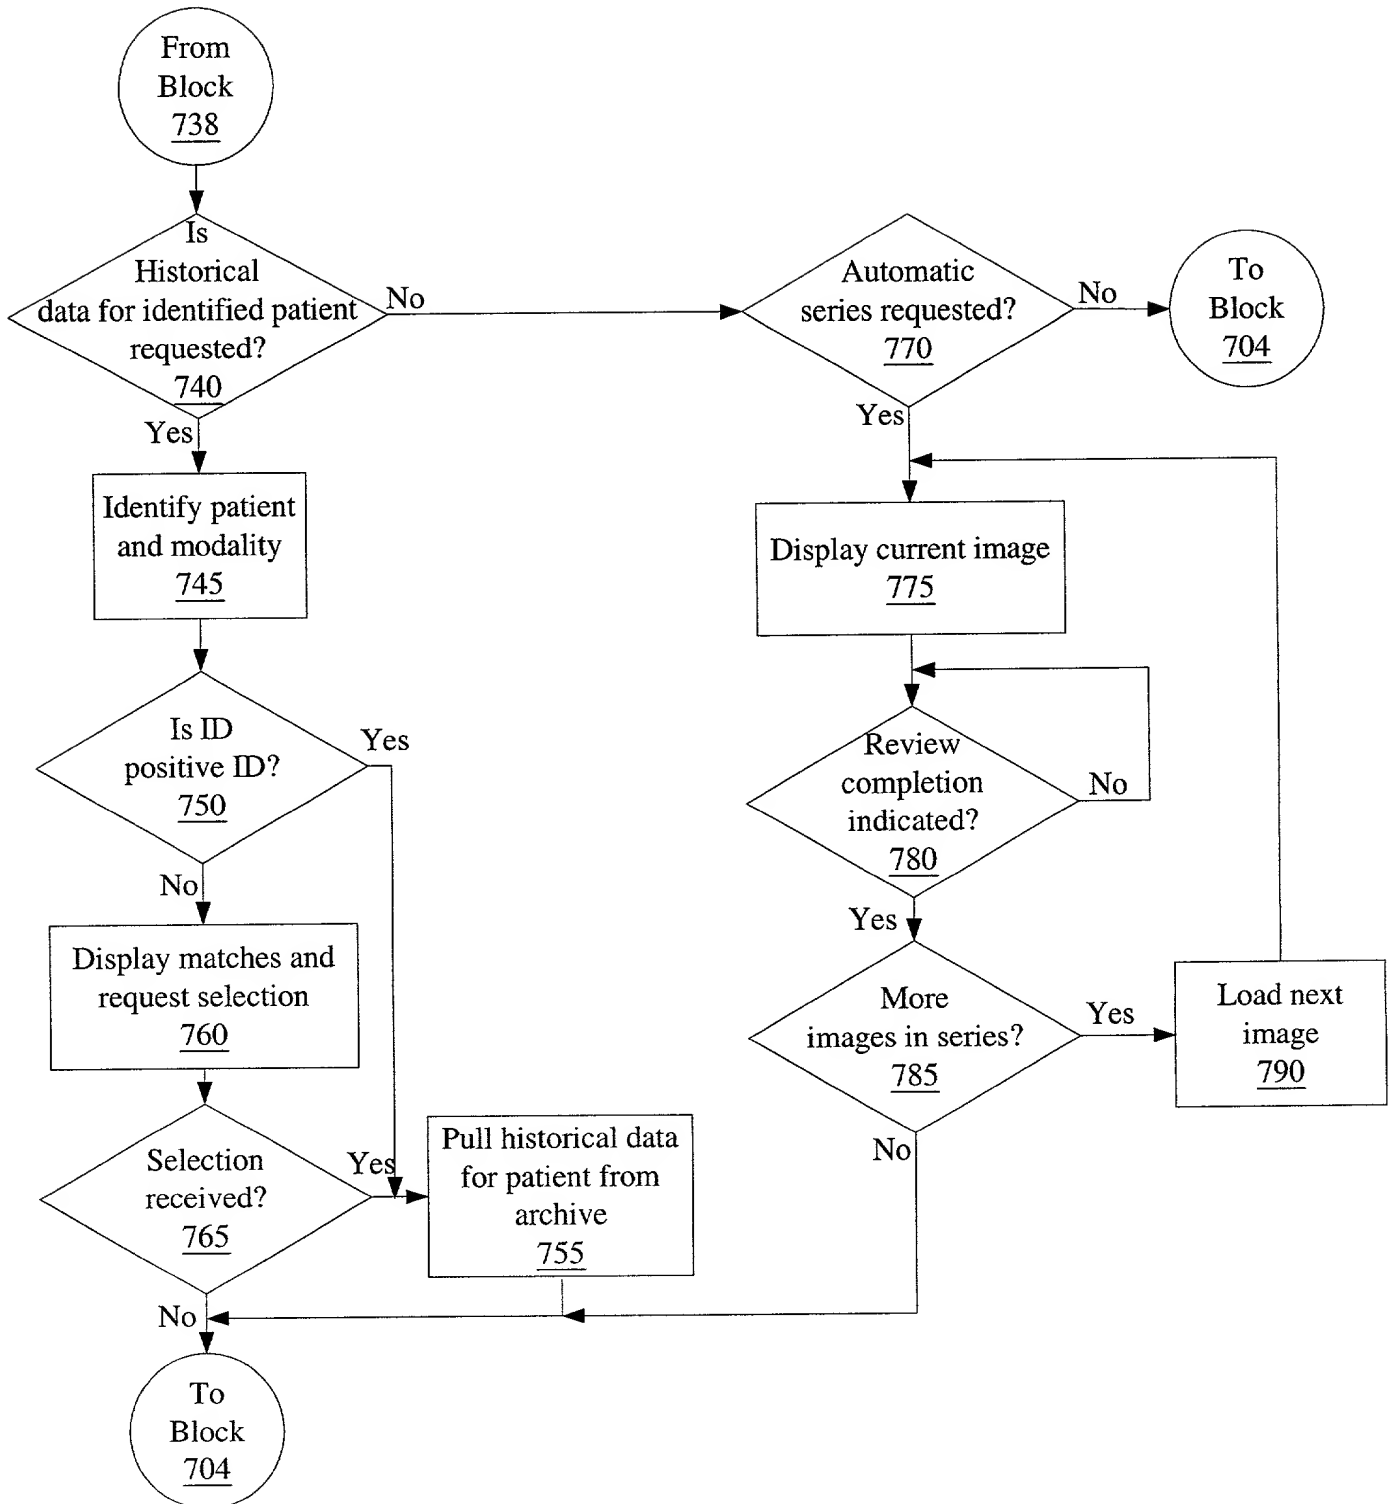 From
Block
738
Is
Historical
data for identified patient
requested?
740
No
Yes
Automatic
series requested?
770
No
Yes
To
Block
704
Identify patient
and modality
745
Display current image
775
Is ID
positive ID?
750
Yes
No
Review
completion
indicated?
780
No
Yes
Display matches and
request selection
760
More
images in series?
785
Yes
No
Load next
image
790
Selection
received?
765
Yes
No
Pull historical data
for patient from
archive
755
To
Block
704